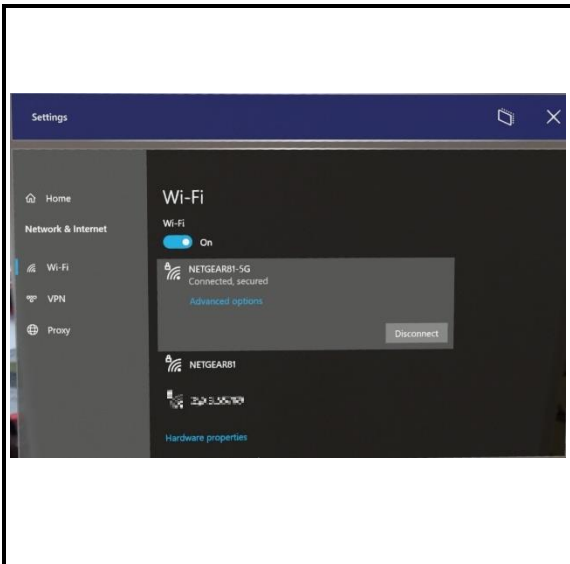 Settings
Home
Network & Internet
Wi-Fi
VPN
Proxy
Wi-Fi
Wi-Fi
On
NETGEAR81-5G
Connected, secured
Advanced options
Disconnect
NETGEAR81
Hardware properties